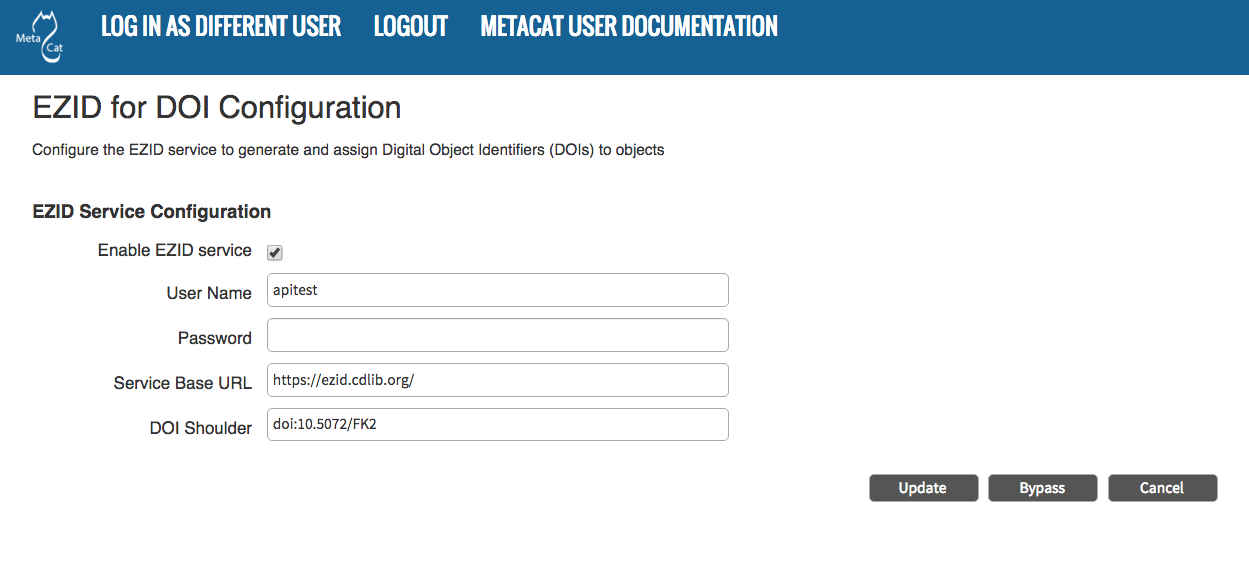 Meta Cat
LOG IN AS DIFFERENT USER LOGOUT METACAT USER DOCUMENTATION
EZID for DOI Configuration
Configure the EZID service to generate and assign Digital Object Identifiers (DOIs) to objects
EZID Service Configuration
Enable EZID service
User Name apitest
Password
Service Base URL https://ezid.cdlib.org/
DOI Shoulder doi:10.5072/FK2
Update Bypass Cancel